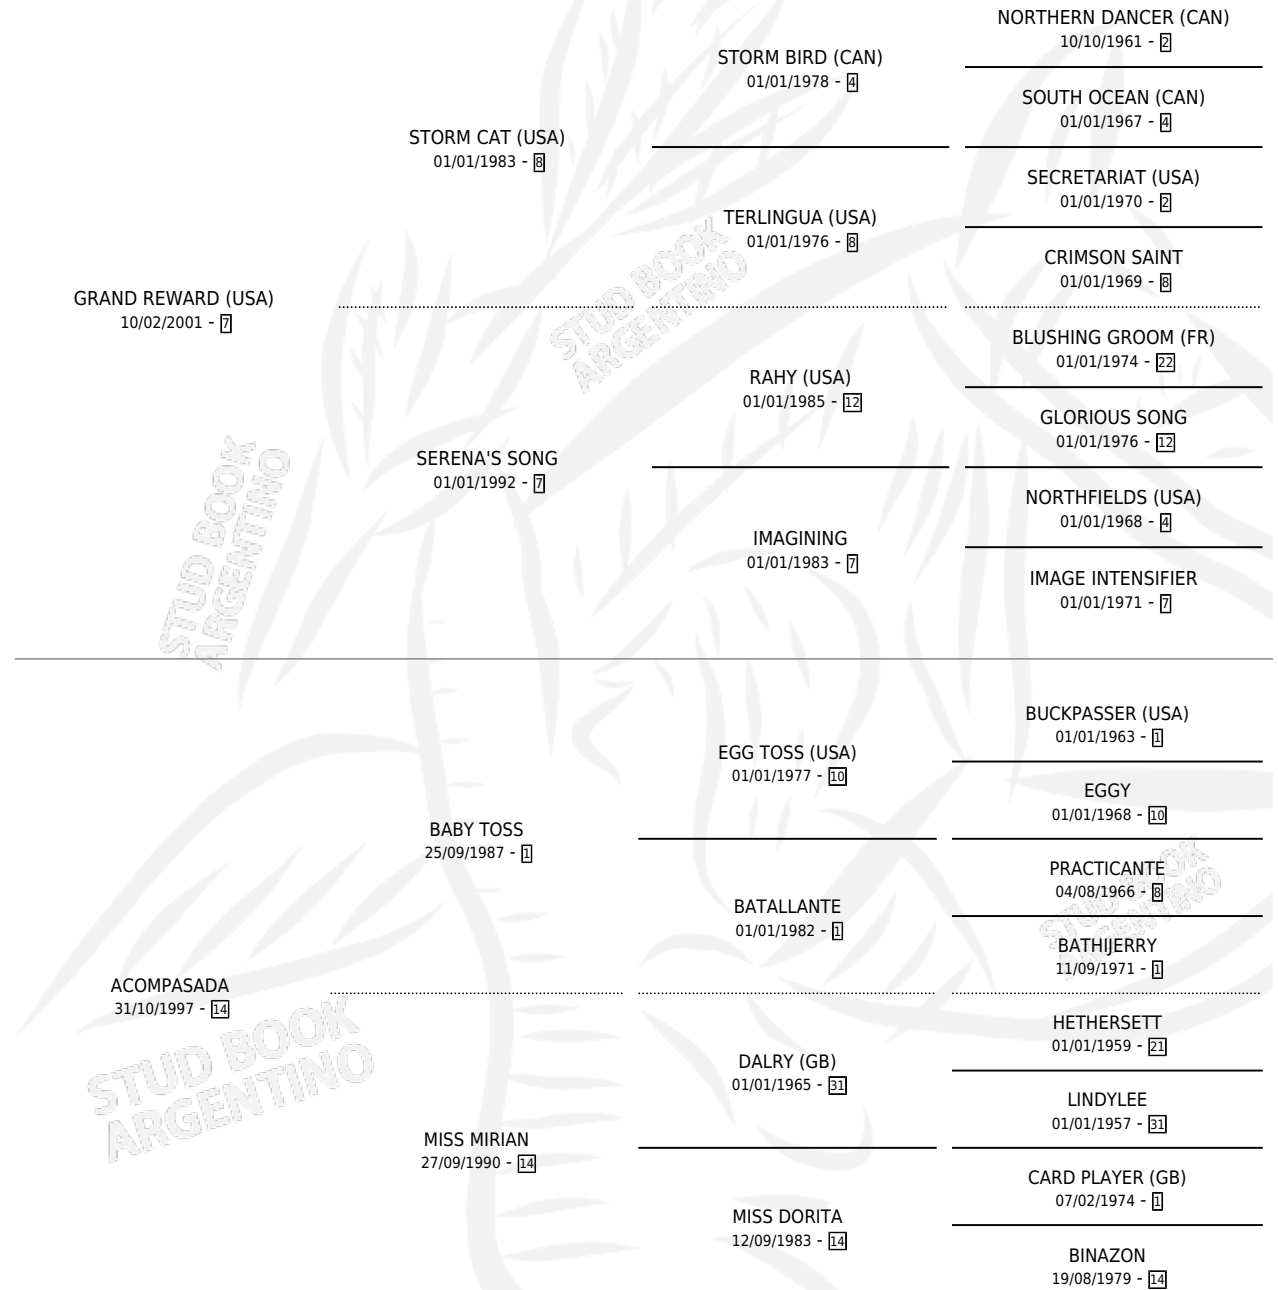 NORTHERN DANCER (CAN)
10/10/1961 - 2
STORM BIRD (CAN)
01/01/1978 - 4
SOUTH OCEAN (CAN)
01/01/1967 - 4
STORM CAT (USA)
01/01/1983 - 8
SECRETARIAT (USA)
01/01/1970 - 2
TERLINGUA (USA)
01/01/1976 - 8
CRIMSON SAINT
01/01/1969 - 8
GRAND REWARD (USA)
10/02/2001 - 7
STUD BOOK
ARGENTINO
BLUSHING GROOM (FR)
01/01/1974 - 22
RAHY (USA)
01/01/1985 - 12
GLORIOUS SONG
01/01/1976 - 12
SERENA'S SONG
01/01/1992 - 7
NORTHFIELDS (USA)
01/01/1968 - 4
IMAGINING
01/01/1983 - 7
IMAGE INTENSIFIER
01/01/1971 - 7
STUD BOOK
ARGENTINO
BUCKPASSER (USA)
01/01/1963 - 1
EGG TOSS (USA)
01/01/1977 - 10
EGGY
01/01/1968 - 10
BABY TOSS
25/09/1987 - 1
PRACTICANTE
04/08/1966 - 8
BATALLANTE
01/01/1982 - 1
BATHIJERRY
11/09/1971 - 1
STUD BOOK
ARGENTINO
ACOMPASADA
31/10/1997 - 14
HETHERSETT
01/01/1959 - 21
DALRY (GB)
01/01/1965 - 31
LINDYLEE
01/01/1957 - 31
STUD BOOK
ARGENTINO
MISS MIRIAN
27/09/1990 - 14
CARD PLAYER (GB)
07/02/1974 - 1
MISS DORITA
12/09/1983 - 14
BINAZON
19/08/1979 - 14